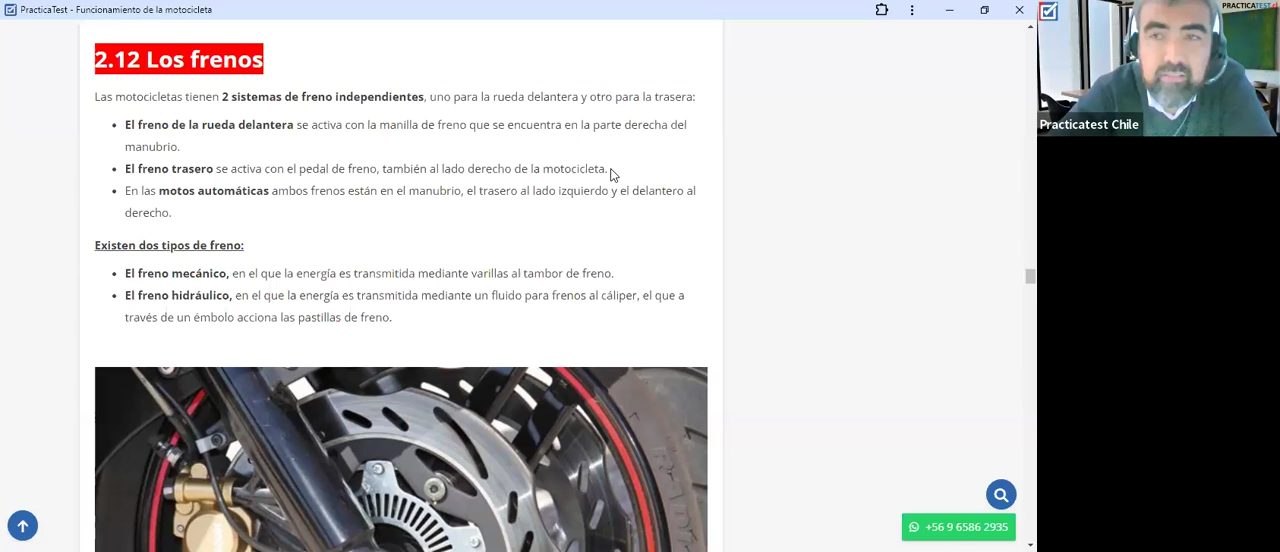 PracticaTest - Funcionamiento de la motocicleta
PRACTICATEST.cl
2.12 Los frenos
Las motocicletas tienen 2 sistemas de freno independientes, uno para la rueda delantera y otro para la trasera:
• El freno de la rueda delantera se activa con la manilla de freno que se encuentra en la parte derecha del
manubrio.
• El freno trasero se activa con el pedal de freno, también al lado derecho de la motocicleta.
• En las motos automáticas ambos frenos están en el manubrio, el trasero al lado izquierdo y el delantero al
derecho.
Existen dos tipos de freno:
• El freno mecánico, en el que la energía es transmitida mediante varillas al tambor de freno.
• El freno hidráulico, en el que la energía es transmitida mediante un fluido para frenos al cáliper, el que a
través de un émbolo acciona las pastillas de freno.
Practicatest Chile
+56 9 6586 2935